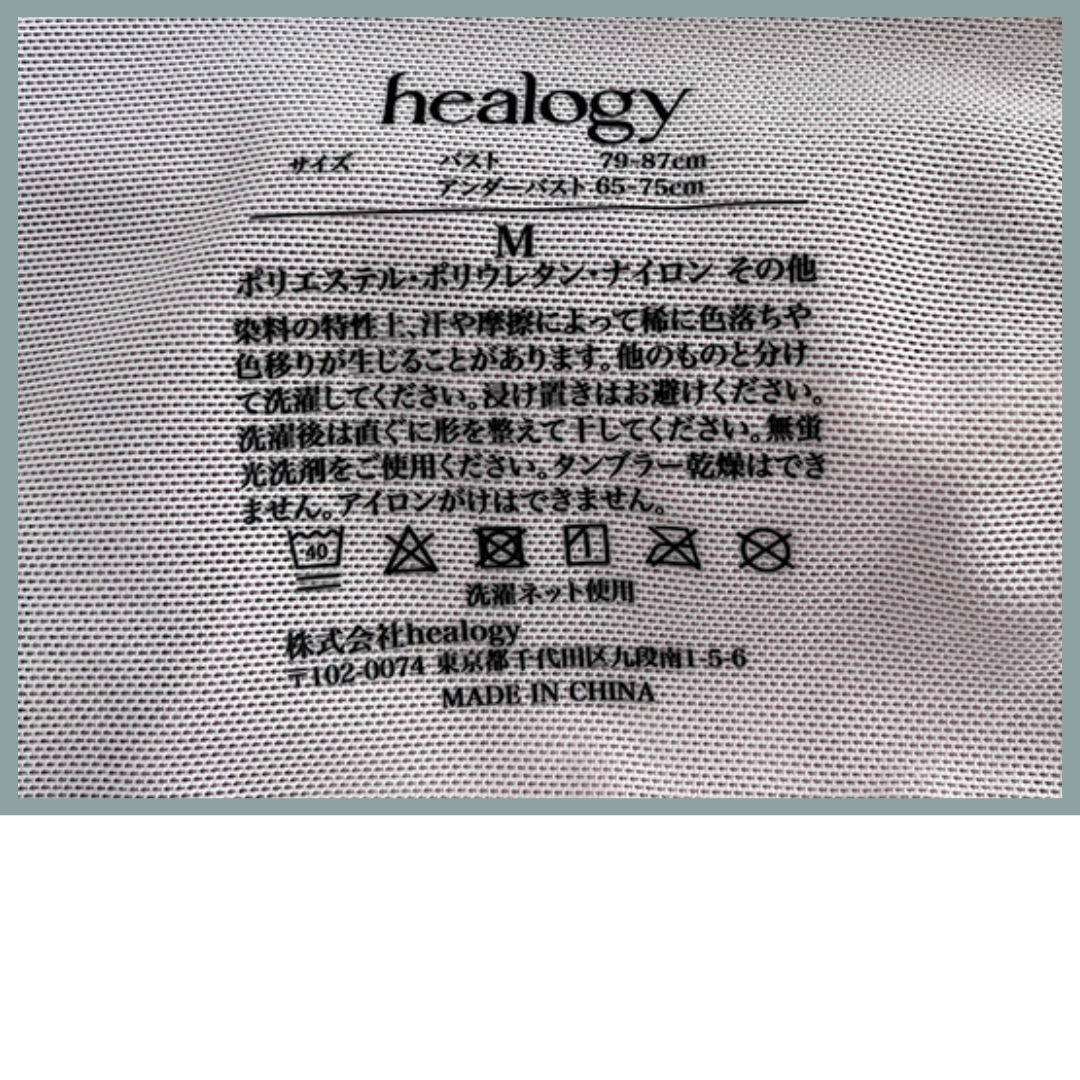 healogy
サイズ バスト 79-87cm
アンダーバスト 65-75cm
M
ポリエステル・ポリウレタン・ナイロン その他
染料の特性上、汗や摩擦によって稀に色落ちや
色移りが生じることがあります。他のものと分け
て洗濯してください。浸け置きはお避けください。
洗濯後は直ぐに形を整えて干してください。無蛍
光洗剤をご使用ください。タンブラー乾燥はでき
ません。アイロンがけはできません。
40
洗濯ネット使用
株式会社healogy
〒102-0074 東京都千代田区九段南1-5-6
MADE IN CHINA